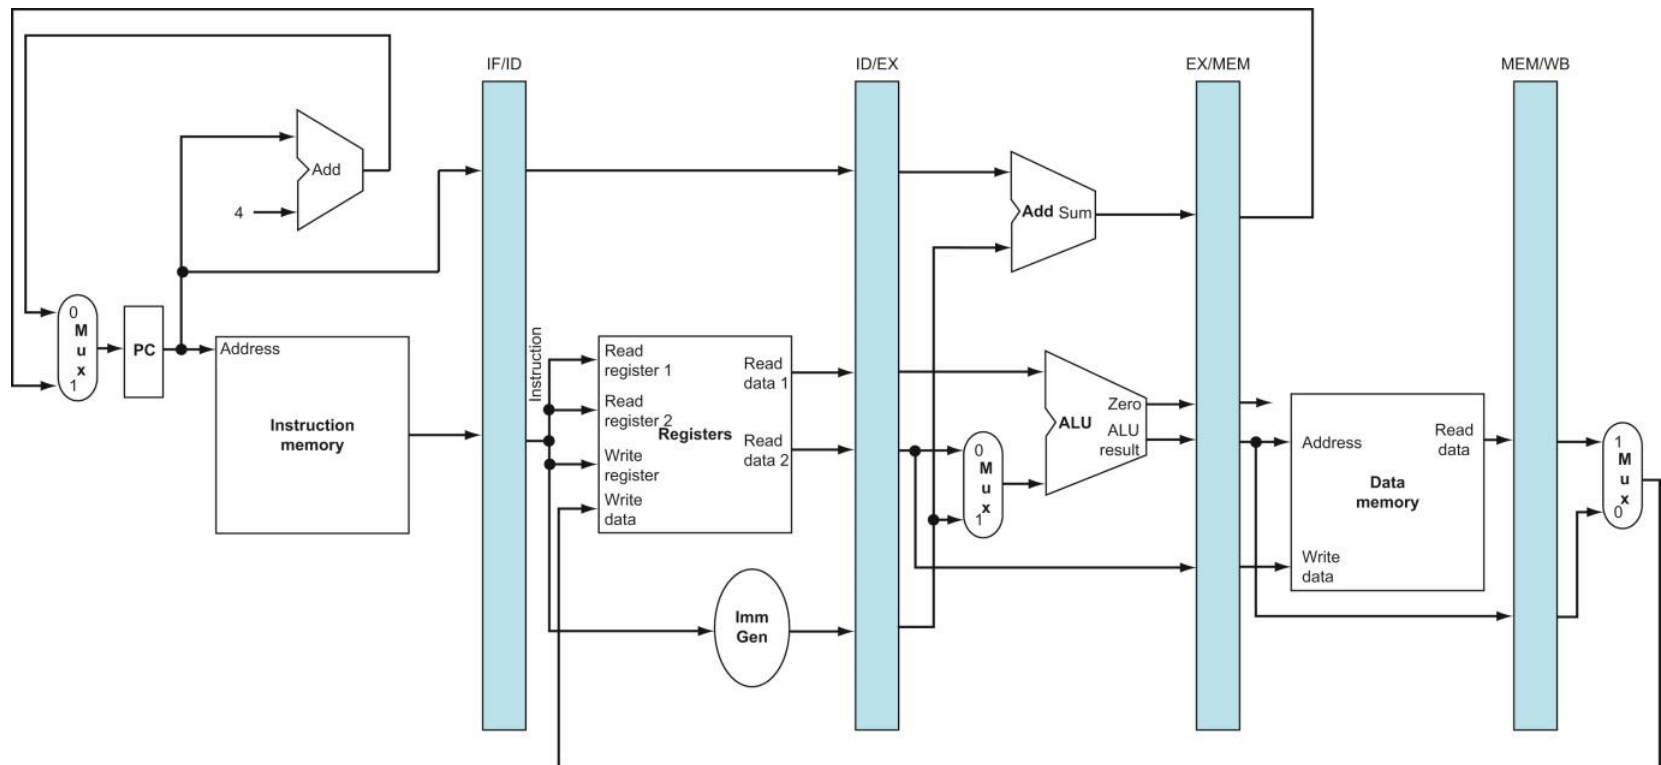 IF/ID
ID/EX
EX/MEM
MEM/WB
Add
4
Add Sum
0
M
u
x
1
PC
Address
Instruction
memory
Instruction
Read
register 1
Read
register 2
Registers
Write
register
Write
data
Read
data 1
Read
data 2
Imm
Gen
0
M
u
x
1
Zero
ALU
ALU
result
Address
Read
data
Data
memory
Write
data
1
M
u
x
0